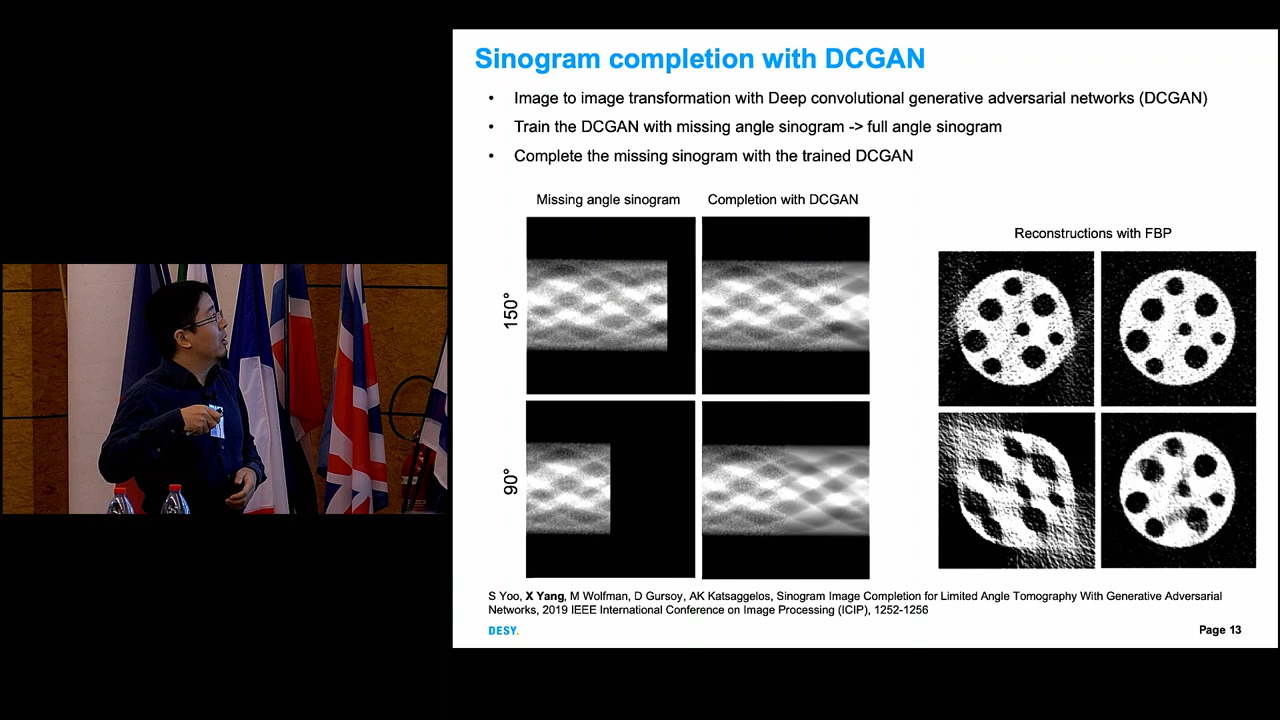 Sinogram completion with DCGAN
• Image to image transformation with Deep convolutional generative adversarial networks (DCGAN)
• Train the DCGAN with missing angle sinogram -> full angle sinogram
• Complete the missing sinogram with the trained DCGAN
Missing angle sinogram
Completion with DCGAN
Reconstructions with FBP
150°
90°
S Yoo, X Yang, M Wolfman, D Gursoy, AK Katsaggelos, Sinogram Image Completion for Limited Angle Tomography With Generative Adversarial
Networks, 2019 IEEE International Conference on Image Processing (ICIP), 1252-1256
DESY.
Page 13